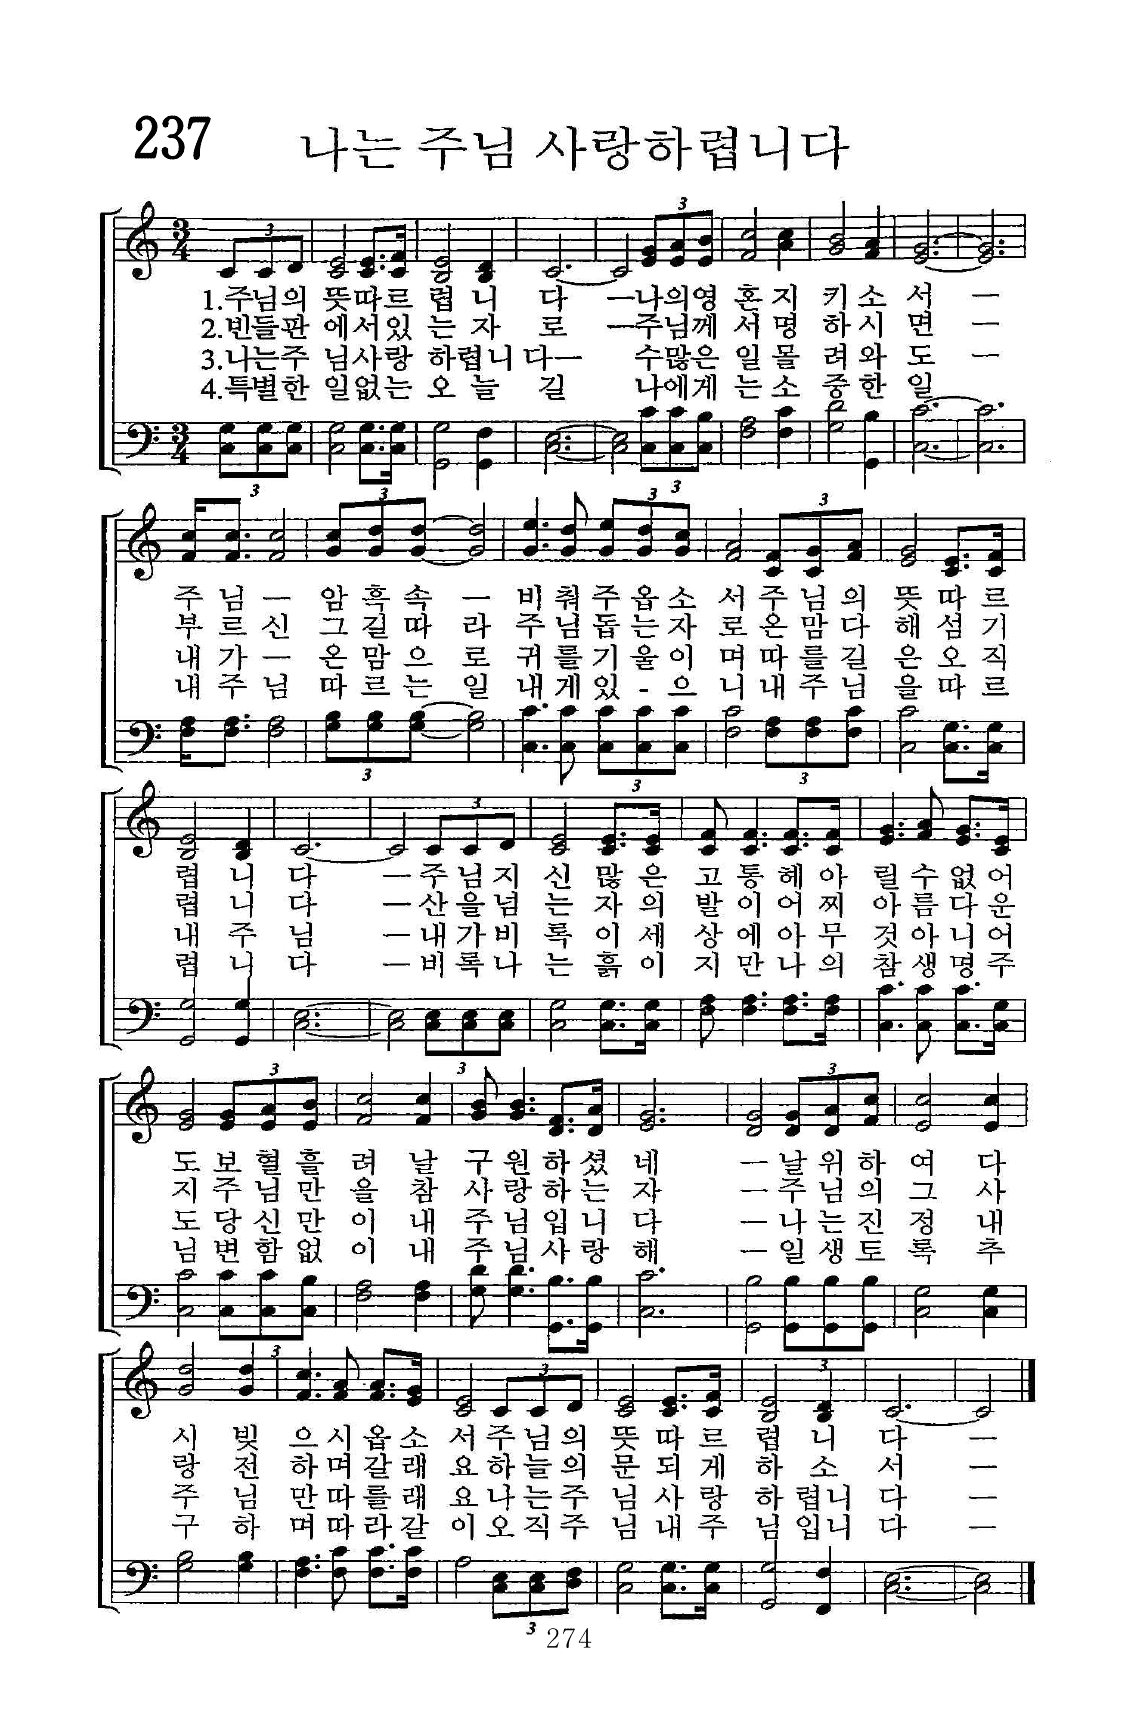 237 나는 주님 사랑하렵니다
1.주님의 뜻따르 렵 니 다 ㅡ나의영 혼 지 키소서 ㅡ
2.빈들판 에서있 는 자 로 ㅡ주님께 서 명 하시면 ㅡ
3.나는주 님사랑 하렵니다ㅡ 수많은 일 몰 려와도 ㅡ
4.특별한 일없는 오 늘 길 나에게 는소 중한일
주 님 ㅡ 암 흑 속 ㅡ 비 춰 주 옵 소 서 주 님 의 뜻 따 르
부 르 신 그 길 따 라 주 님 돕 는 자 로 온 맘 다 해 섬 기
내 가 ㅡ 온 맘 으 로 귀 를 기 울 이 며 따 를 길 은 오 직
내 주 님 따 르 는 일 내 게 있 - 으 니 내 주 님 을 따 르
렵 니 다 ㅡ주 님 지 신 많 은 고 통 헤 아 릴 수 없 어
렵 니 다 ㅡ산 을 넘 는 자 의 발 이 어 찌 아 름 다 운
내 주 님 ㅡ내 가 비 록 이 세 상 에 아 무 것 아 니 어
렵 니 다 ㅡ비 록 나 는 흙 이 지 만 나 의 참 생 명 주
도 보 혈 흘 려 날 구 원 하 셨 네 ㅡ 날 위 하 여 다
지 주 님 만 을 참 사 랑 하 는 자 ㅡ 주 님 의 그 사
도 당 신 만 이 내 주 님 입 니 다 ㅡ 나 는 진 정 내
님 변 함 없 이 내 주 님 사 랑 해 ㅡ 일 생 토 록 추
시 빚 으 시 옵 소 서 주 님 의 뜻 따 르 렵 니 다 ㅡ
랑 전 하 며 갈 래 요 하 늘 의 문 되 게 하 소 서 ㅡ
주 님 만 따 를 래 요 나 는 주 님 사 랑 하 렵 니 다 ㅡ
구 하 며 따 라 갈 이 오 직 주 님 내 주 님 입 니 다 ㅡ
274